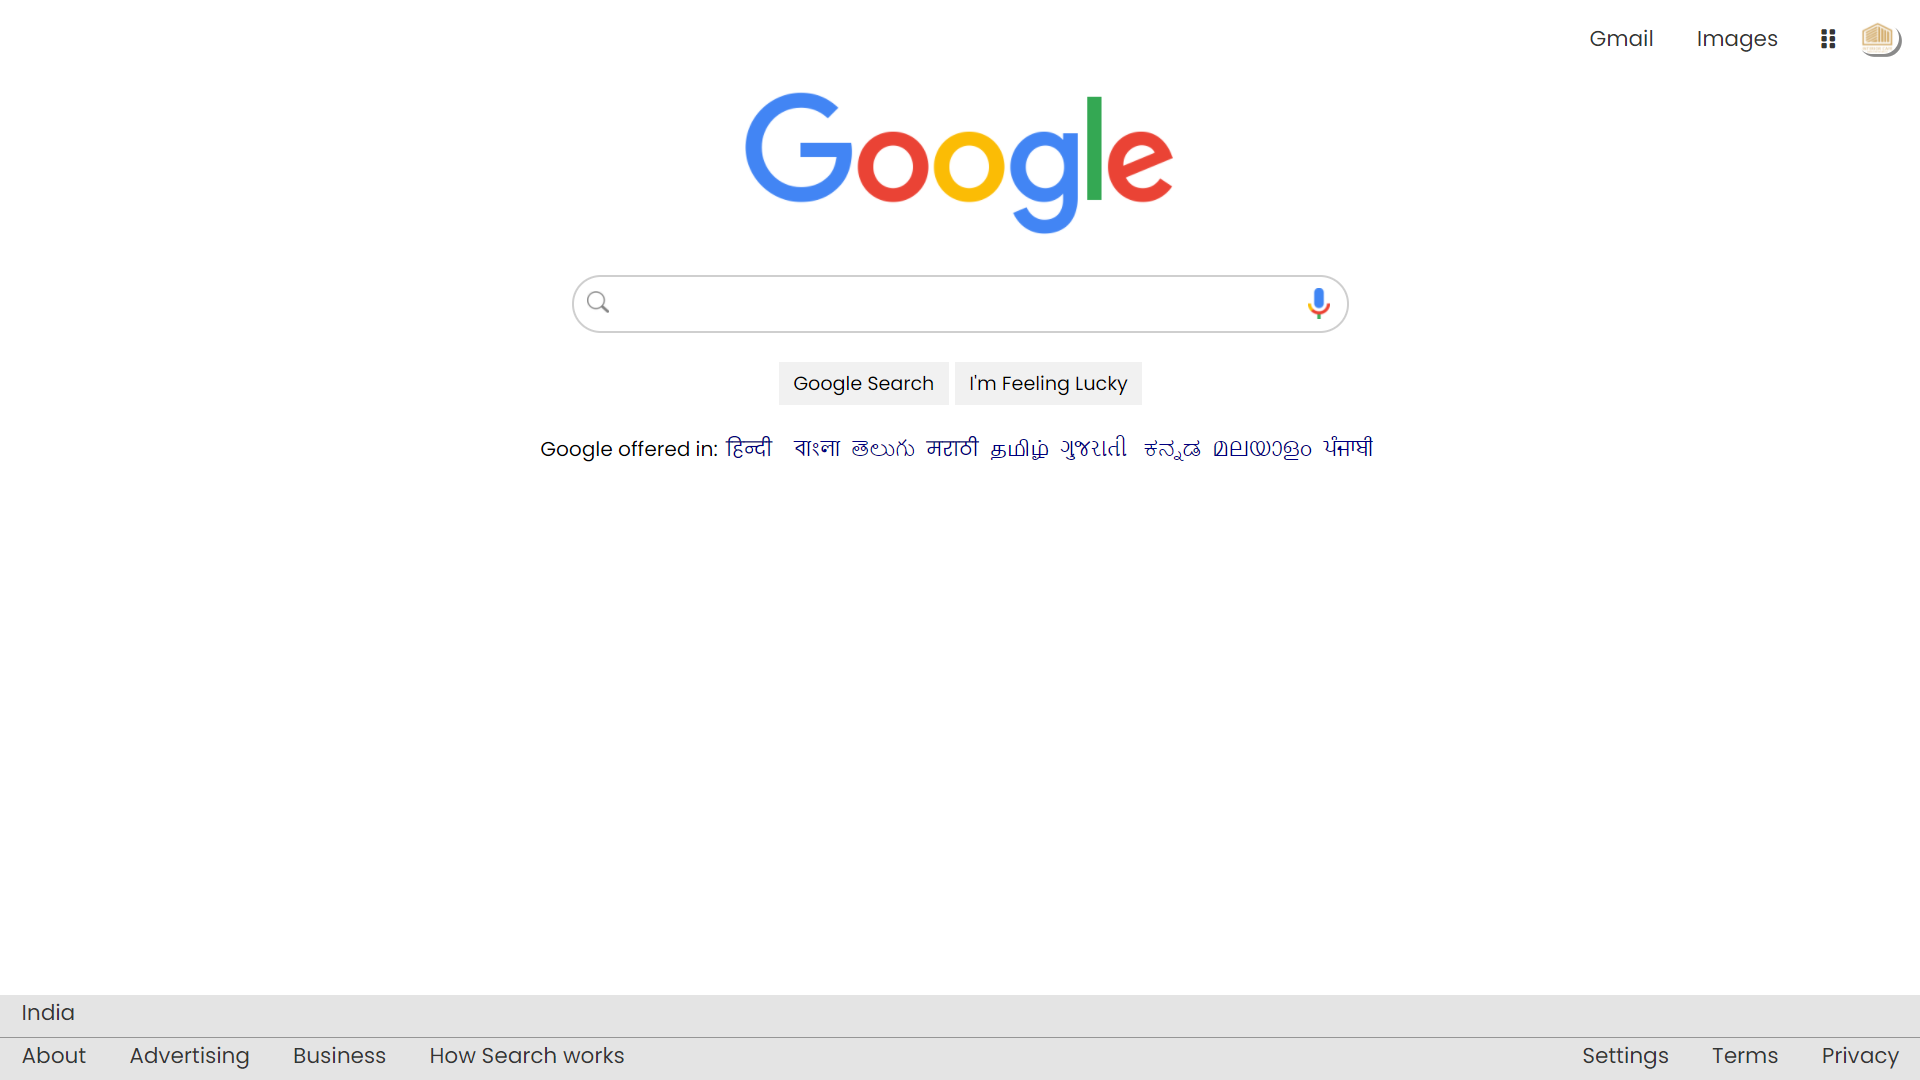 Gmail Images
Google
Google Search I'm Feeling Lucky
Google offered in: हिन्दी বাংলা తెలుగు मराठी தமிழ் ગુજરાતી ಕನ್ನಡ മലയാളം ਪੰਜਾਬੀ
India
About Advertising Business How Search works Settings Terms Privacy